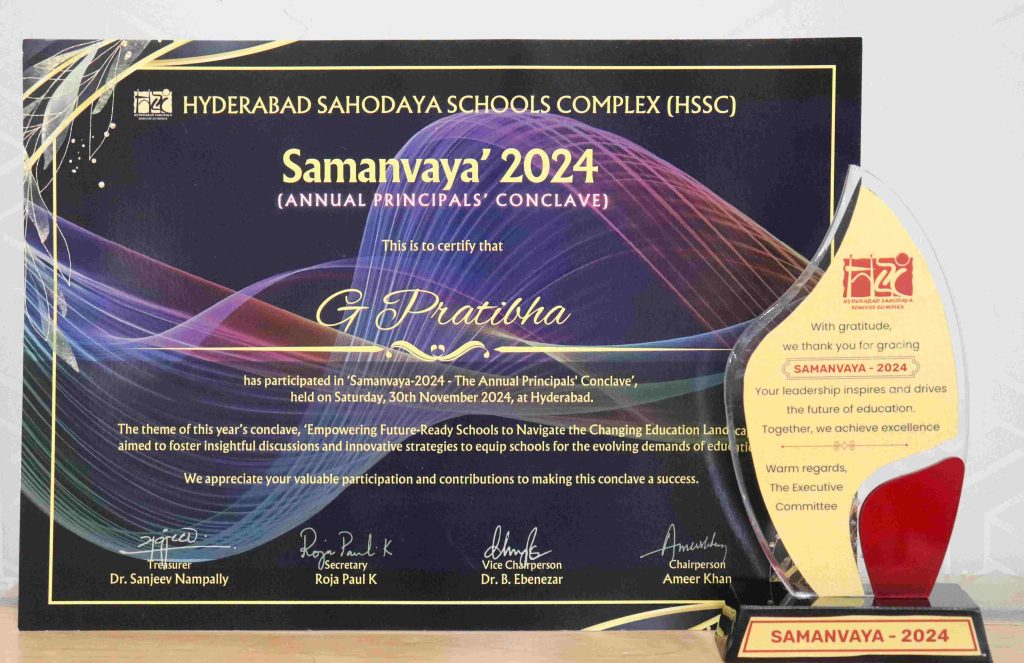 HYDERABAD SAHODAYA SCHOOLS COMPLEX (HSSC)
Samanvaya' 2024
(ANNUAL PRINCIPALS' CONCLAVE)
This is to certify that
G Pratibha
has participated in 'Samanvaya-2024 - The Annual Principals' Conclave',
held on Saturday, 30th November 2024, at Hyderabad.
The theme of this year's conclave, 'Empowering Future-Ready Schools to Navigate the Changing Education
aimed to foster insightful discussions and innovative strategies to equip schools for the evolving demands of
We appreciate your valuable participation and contributions to making this conclave a success.
Roja Paul K
Treasurer
Dr. Sanjeev Nampally
Secretary
Roja Paul K
Vice Chairperson
Dr. B. Ebenezar
Chairperson
Ameer Khan
HYDERABAD SAHODAYA
SCHOOLS COMPLEX
With gratitude,
we thank you for gracing
SAMANVAYA - 2024
Your leadership inspires and drives
the future of education.
Together, we achieve excellence
Warm regards,
The Executive
Committee
SAMANVAYA - 2024